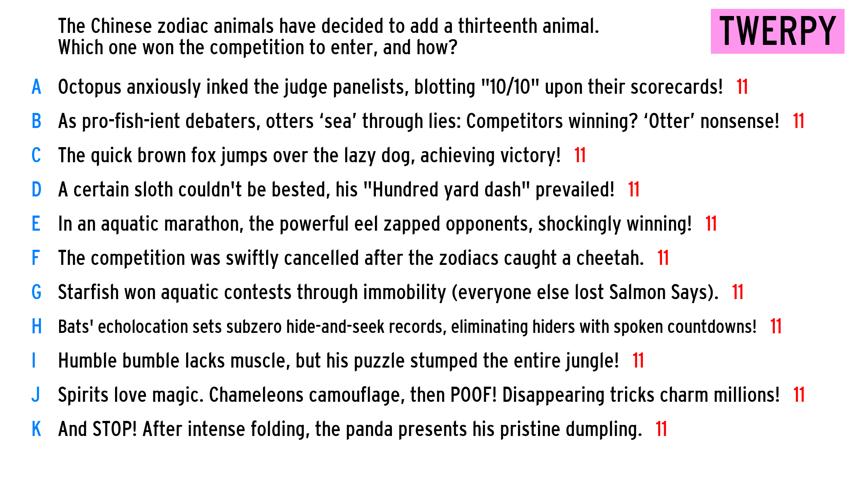 The Chinese zodiac animals have decided to add a thirteenth animal.
Which one won the competition to enter, and how?
TWERPY
A Octopus anxiously inked the judge panelists, blotting "10/10" upon their scorecards! 11
B As pro-fish-ient debaters, otters ‘sea’ through lies: Competitors winning? ‘Otter’ nonsense! 11
C The quick brown fox jumps over the lazy dog, achieving victory! 11
D A certain sloth couldn't be bested, his "Hundred yard dash" prevailed! 11
E In an aquatic marathon, the powerful eel zapped opponents, shockingly winning! 11
F The competition was swiftly cancelled after the zodiacs caught a cheetah. 11
G Starfish won aquatic contests through immobility (everyone else lost Salmon Says). 11
H Bats' echolocation sets subzero hide-and-seek records, eliminating hiders with spoken countdowns! 11
I Humble bumble lacks muscle, but his puzzle stumped the entire jungle! 11
J Spirits love magic. Chameleons camouflage, then POOF! Disappearing tricks charm millions! 11
K And STOP! After intense folding, the panda presents his pristine dumpling. 11